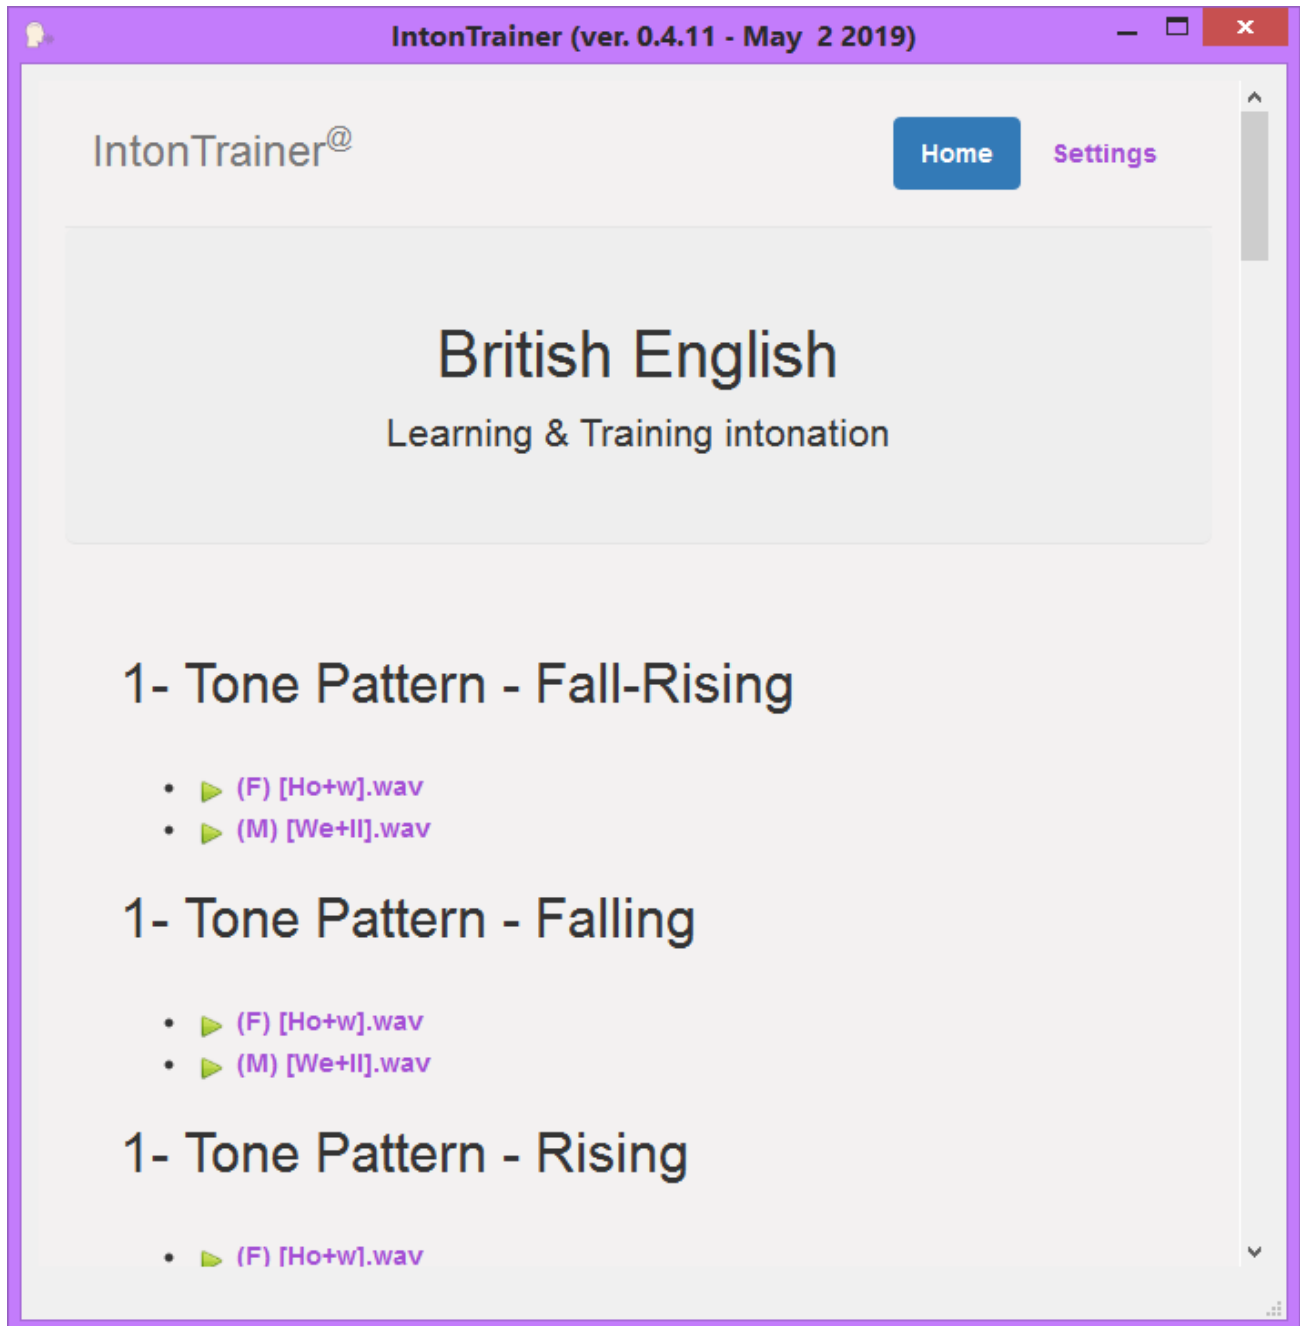 IntonTrainer (ver. 0.4.11 - May  2 2019)
IntonTrainer@
Home Settings
British English
Learning & Training intonation
1- Tone Pattern - Fall-Rising
(F) [Ho+w].wav
(M) [We+ll].wav
1- Tone Pattern - Falling
(F) [Ho+w].wav
(M) [We+ll].wav
1- Tone Pattern - Rising
(F) [Ho+w].wav